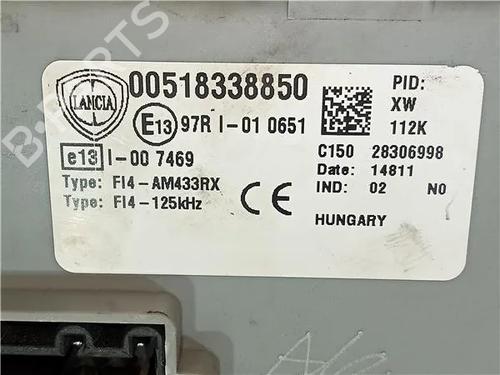 LANCIA
00518338850
E13 97R I-01 0651
e13 I-00 7469
Type: FI4-AM433RX
Type: FI4-125kHz
CE
PID:
XW
112K
C150 28306998
Date: 14811
IND: 02 N0
HUNGARY
B-PARTS